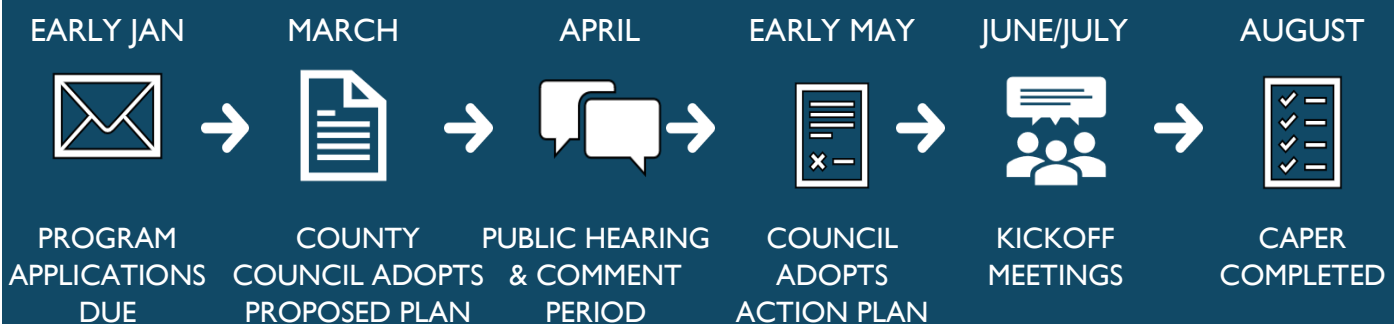 EARLY JAN
MARCH
APRIL
EARLY MAY
JUNE/JULY
AUGUST
PROGRAM
APPLICATIONS
DUE
COUNTY
COUNCIL ADOPTS
PROPOSED PLAN
PUBLIC HEARING
& COMMENT
PERIOD
COUNCIL
ADOPTS
ACTION PLAN
KICKOFF
MEETINGS
CAPER
COMPLETED